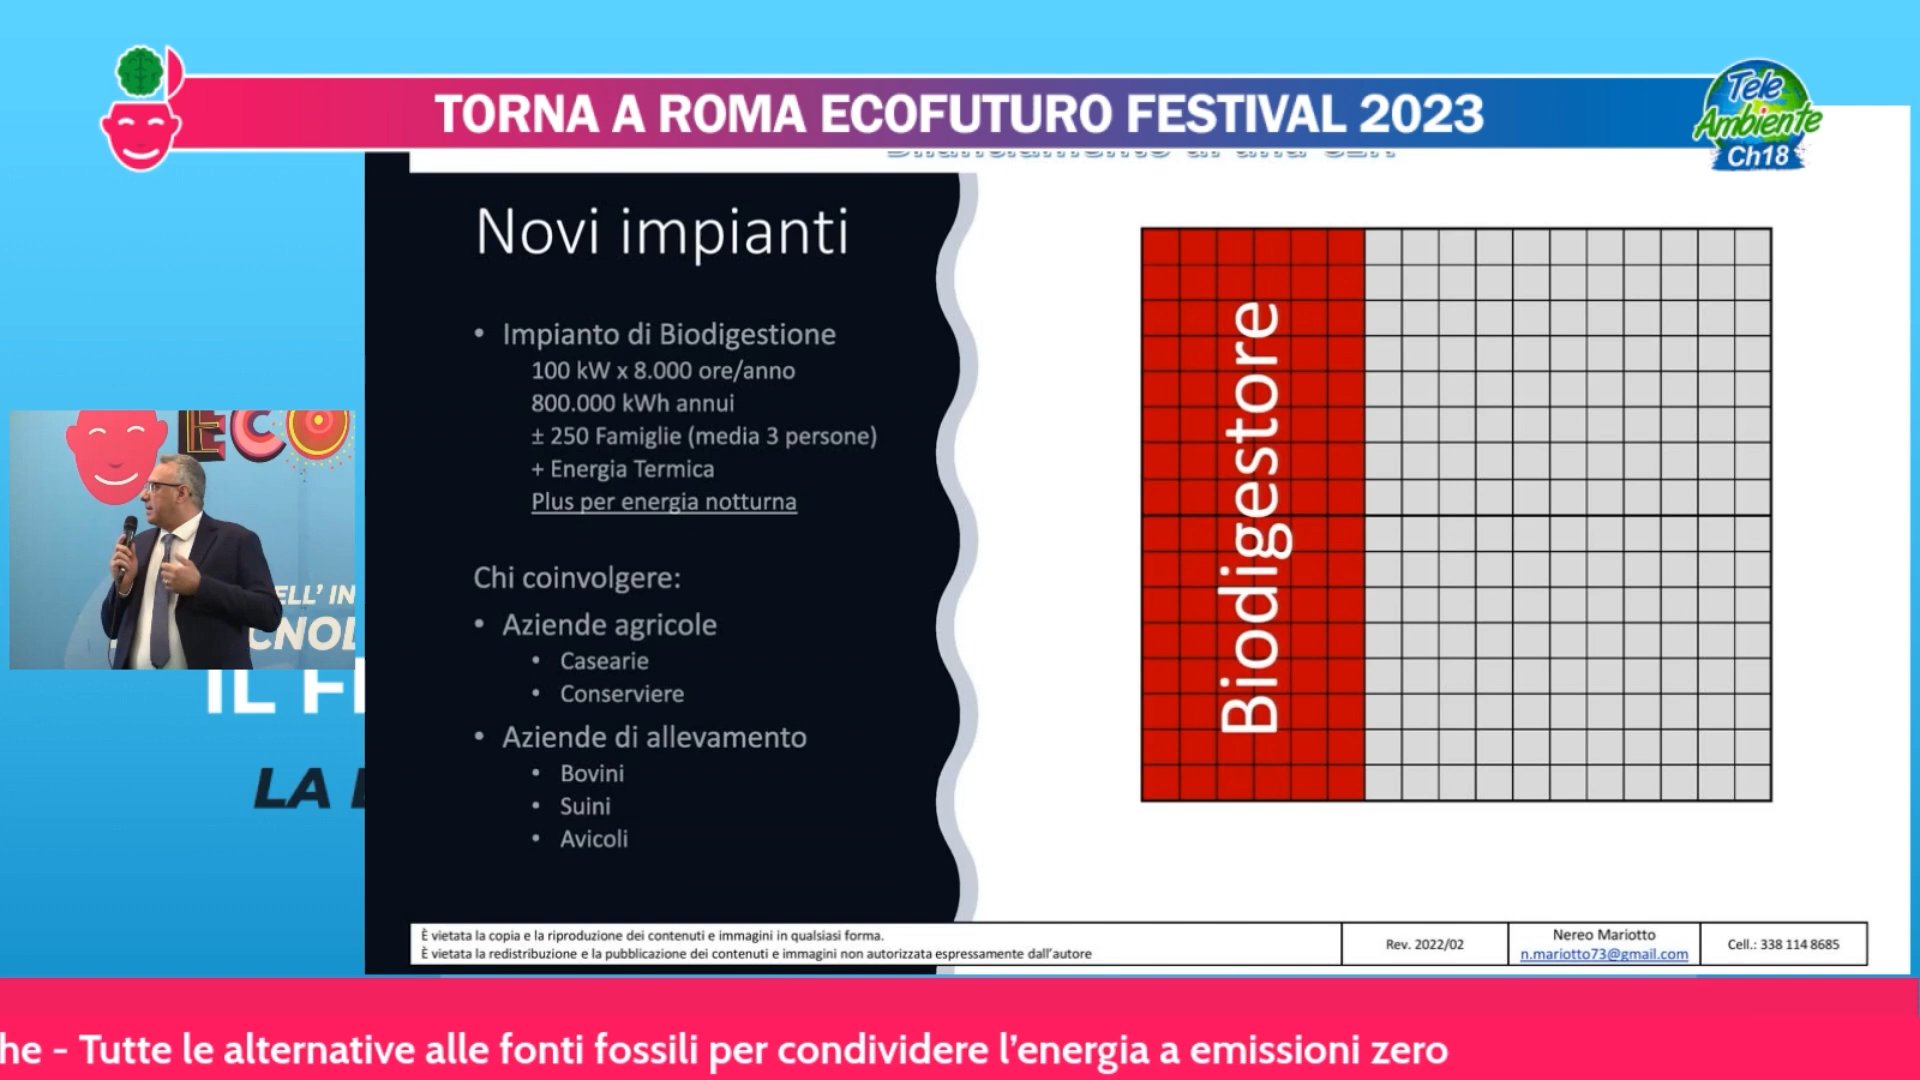 TORNA A ROMA ECOFUTURO FESTIVAL 2023
Tele
Ambiente
Ch18
Novi impianti
• Impianto di Biodigestione
100 kW x 8.000 ore/anno
800.000 kWh annui
± 250 Famiglie (media 3 persone)
+ Energia Termica
Plus per energia notturna
Chi coinvolgere:
• Aziende agricole
• Casearie
• Conserviere
• Aziende di allevamento
• Bovini
• Suini
• Avicoli
Biodigestore
ECO
ELL' IN
CNOL
IL F
LA
È vietata la copia e la riproduzione dei contenuti e immagini in qualsiasi forma.
È vietata la redistribuzione e la pubblicazione dei contenuti e immagini non autorizzata espressamente dall'autore
Rev. 2022/02
Nereo Mariotto
n.mariotto73@gmail.com
Cell.: 338 114 8685
he - Tutte le alternative alle fonti fossili per condividere l'energia a emissioni zero